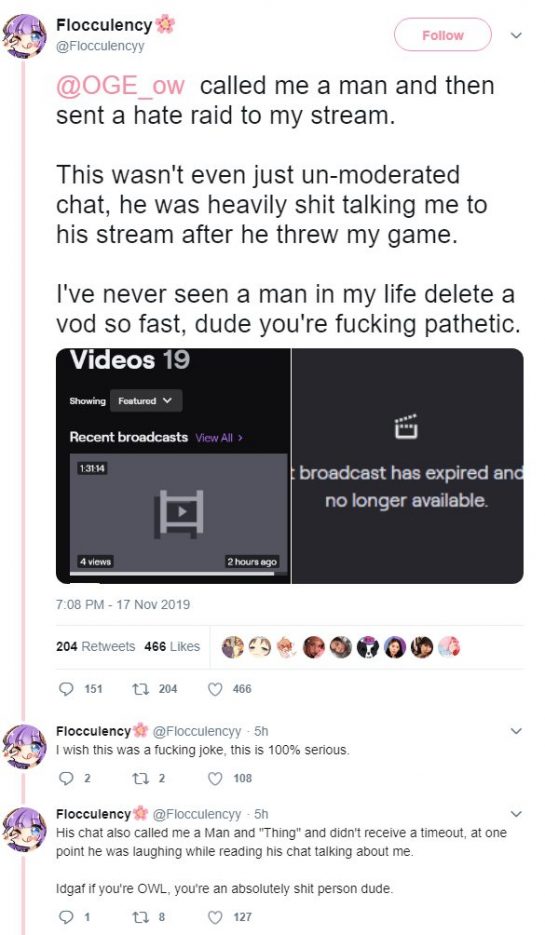 Flocculency🌸
@Flocculencyy
Follow
@OGE_ow called me a man and then
sent a hate raid to my stream.
This wasn't even just un-moderated
chat, he was heavily shit talking me to
his stream after he threw my game.
I've never seen a man in my life delete a
vod so fast, dude you're fucking pathetic.
Videos 19
Showing Featured
Recent broadcasts View All >
1:31:14
4 views 2 hours ago
t broadcast has expired and
no longer available.
7:08 PM - 17 Nov 2019
204 Retweets 466 Likes
151 204 466
Flocculency🌸 @Flocculencyy · 5h
I wish this was a fucking joke, this is 100% serious.
2 2 108
Flocculency🌸 @Flocculencyy · 5h
His chat also called me a Man and "Thing" and didn't receive a timeout, at one
point he was laughing while reading his chat talking about me.
Idgaf if you're OWL, you're an absolutely shit person dude.
1 8 127